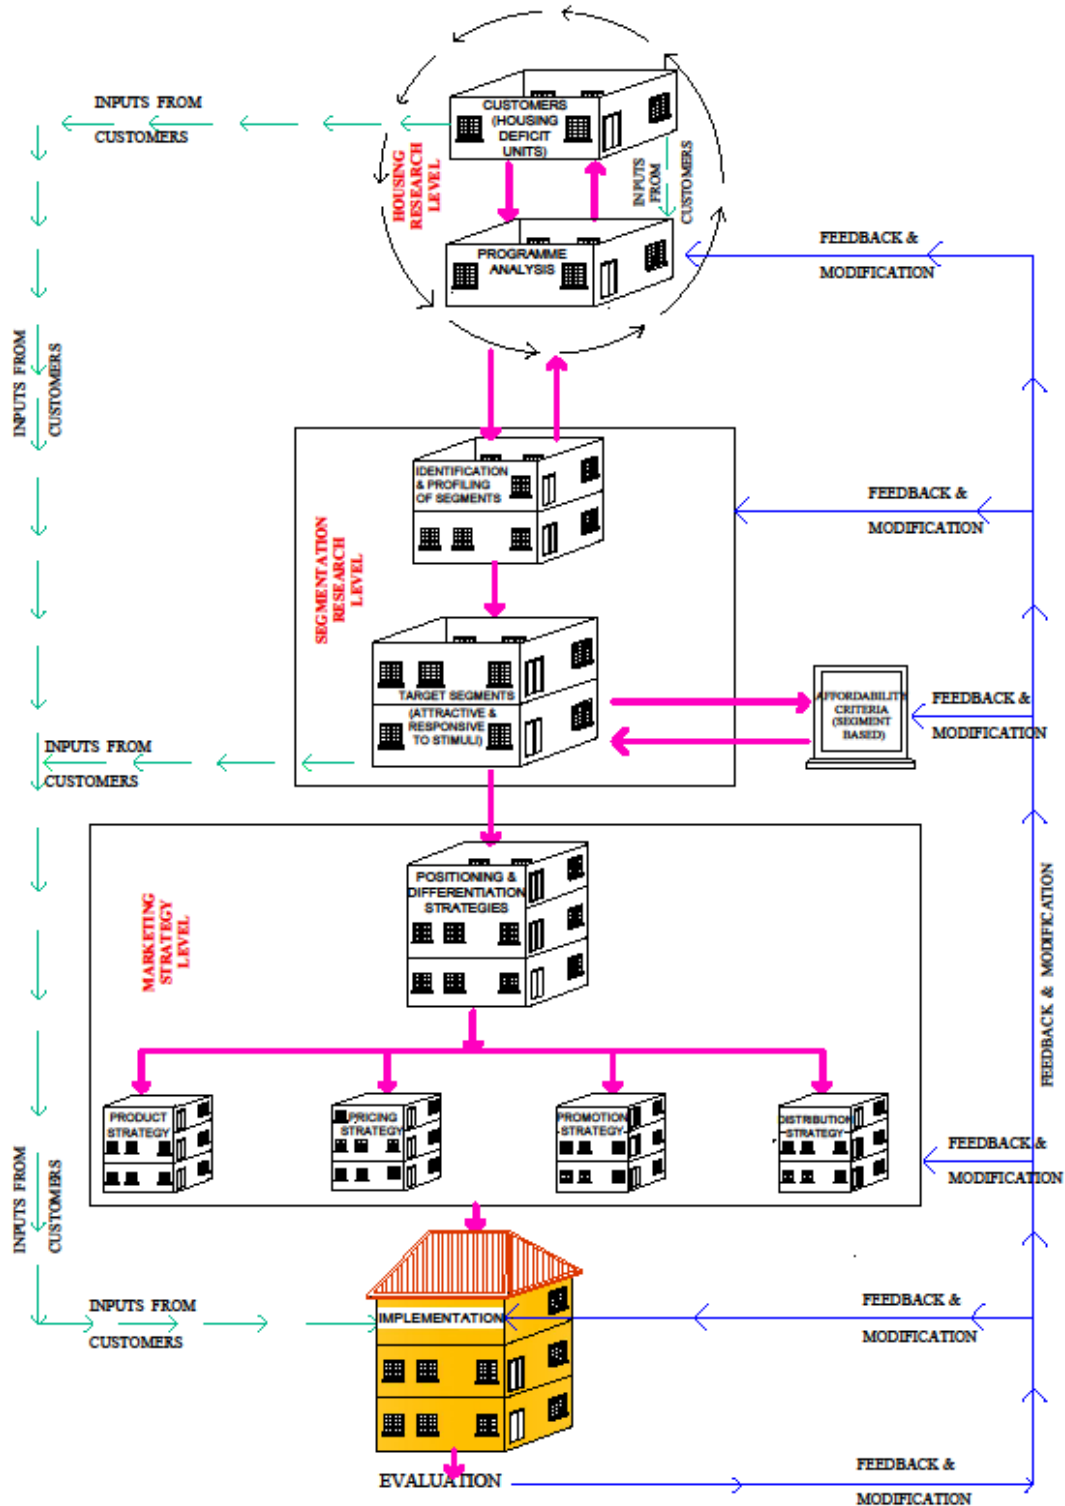 INPUTS FROM
CUSTOMERS
CUSTOMERS
(HOUSING
DEFICIT
UNITS)
HOUSING
RESEARCH
LEVEL
INPUTS
FROM
CUSTOMERS
PROGRAMME
ANALYSIS
FEEDBACK &
MODIFICATION
INPUTS FROM
CUSTOMERS
IDENTIFICATION
& PROFILING
OF SEGMENTS
FEEDBACK &
MODIFICATION
SEGMENTATION
RESEARCH
LEVEL
TARGET SEGMENTS
(ATTRACTIVE &
RESPONSIVE
TO STIMULI)
AFFORDABILITY
CRITERIA
(SEGMENT
BASED)
FEEDBACK &
MODIFICATION
INPUTS FROM
CUSTOMERS
POSITIONING &
DIFFERENTIATION
STRATEGIES
MARKETING
STRATEGY
LEVEL
FEEDBACK & MODIFICATION
PRODUCT
STRATEGY
PRICING
STRATEGY
PROMOTION
STRATEGY
DISTRIBUTION
STRATEGY
FEEDBACK &
MODIFICATION
INPUTS FROM
CUSTOMERS
INPUTS FROM
CUSTOMERS
IMPLEMENTATION
FEEDBACK &
MODIFICATION
EVALUATION
FEEDBACK &
MODIFICATION